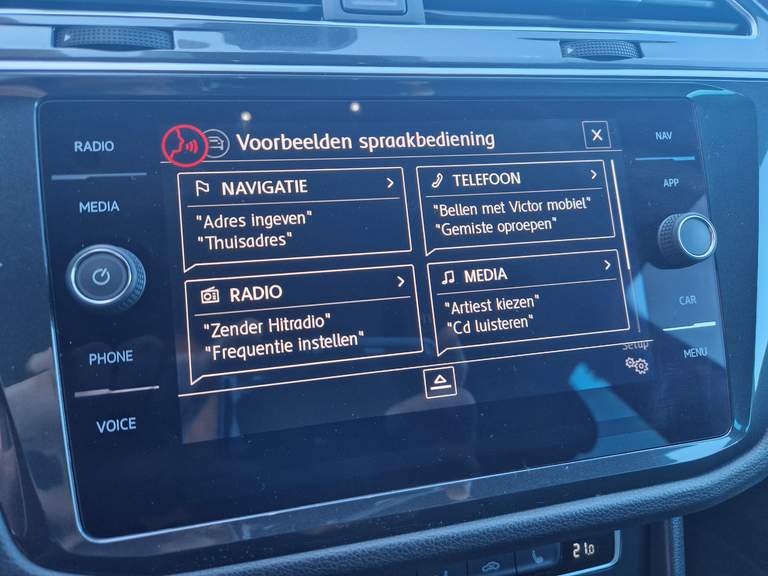 RADIO
MEDIA
PHONE
VOICE
Voorbeelden spraakbediening
NAVIGATIE
"Adres ingeven"
"Thuisadres"
TELEFOON
"Bellen met Victor mobiel"
"Gemiste oproepen"
RADIO
"Zender Hitradio"
"Frequentie instellen"
MEDIA
"Artiest kiezen"
"Cd luisteren"
Setup
NAV
APP
CAR
MENU
21.0